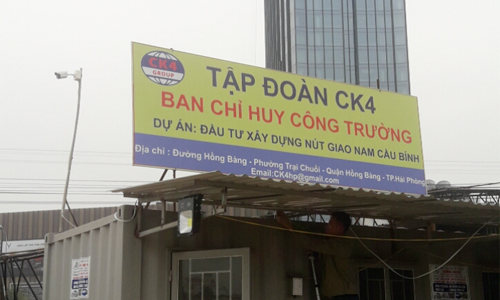 CK4
GROUP
TẬP ĐOÀN CK4
BAN CHỈ HUY CÔNG TRƯỜNG
DỰ ÁN: ĐẦU TƯ XÂY DỰNG NÚT GIAO NAM CẦU BÍNH
Địa chỉ : Đường Hồng Bàng - Phường Trại Chuối - Quận Hồng Bàng - TP.Hải Phòng
Email:CK4hp@gmail.com